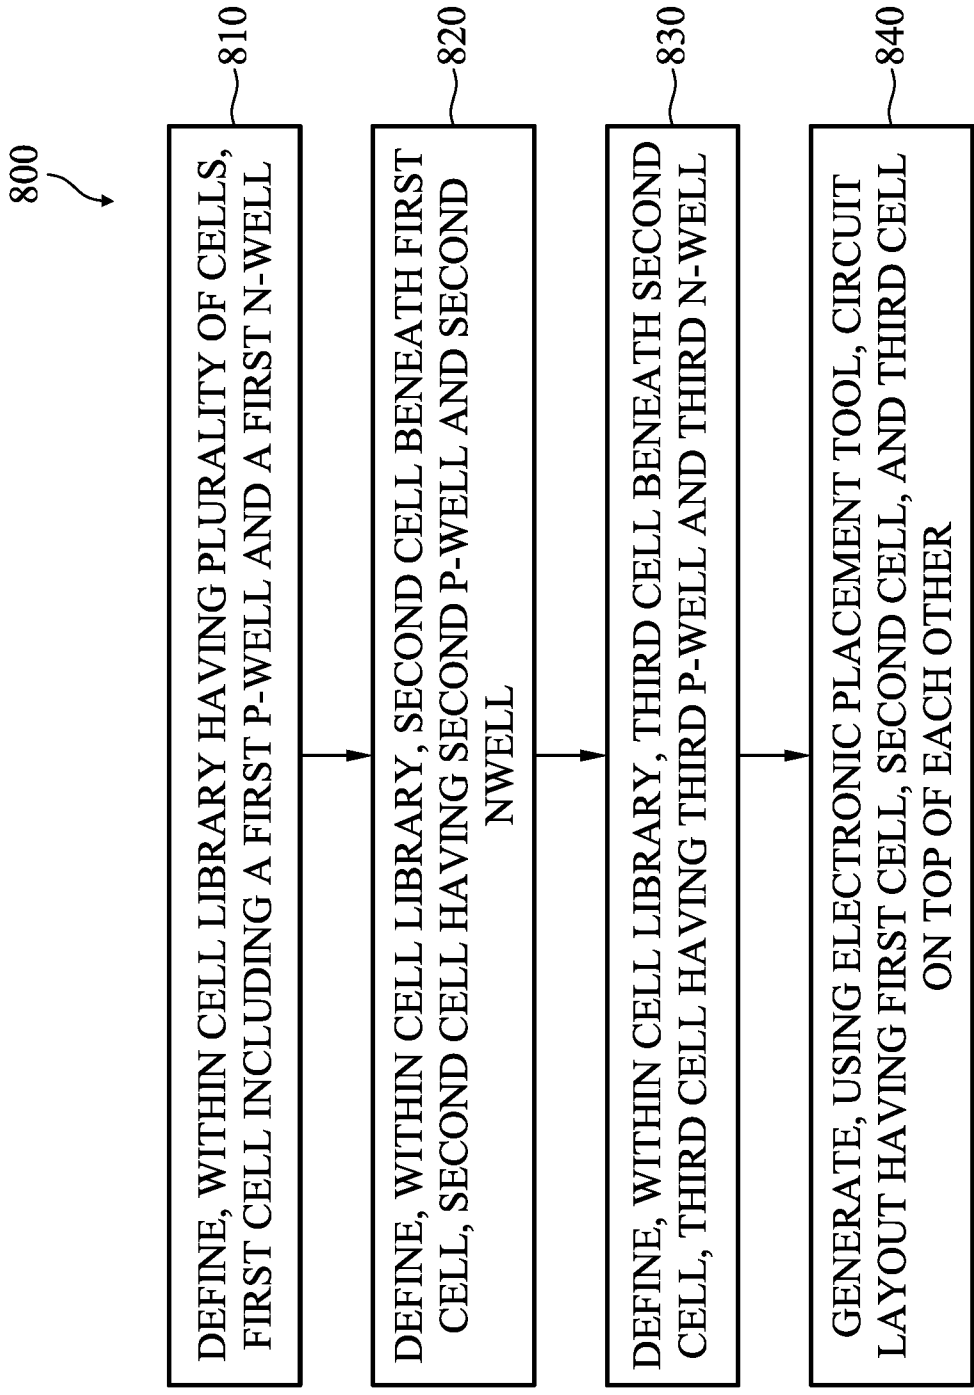 800
DEFINE, WITHIN CELL LIBRARY HAVING PLURALITY OF CELLS,
FIRST CELL INCLUDING A FIRST P-WELL AND A FIRST N-WELL
810
DEFINE, WITHIN CELL LIBRARY, SECOND CELL BENEATH FIRST
CELL, SECOND CELL HAVING SECOND P-WELL AND SECOND
NWELL
820
DEFINE, WITHIN CELL LIBRARY, THIRD CELL BENEATH SECOND
CELL, THIRD CELL HAVING THIRD P-WELL AND THIRD N-WELL
830
GENERATE, USING ELECTRONIC PLACEMENT TOOL, CIRCUIT
LAYOUT HAVING FIRST CELL, SECOND CELL, AND THIRD CELL
ON TOP OF EACH OTHER
840